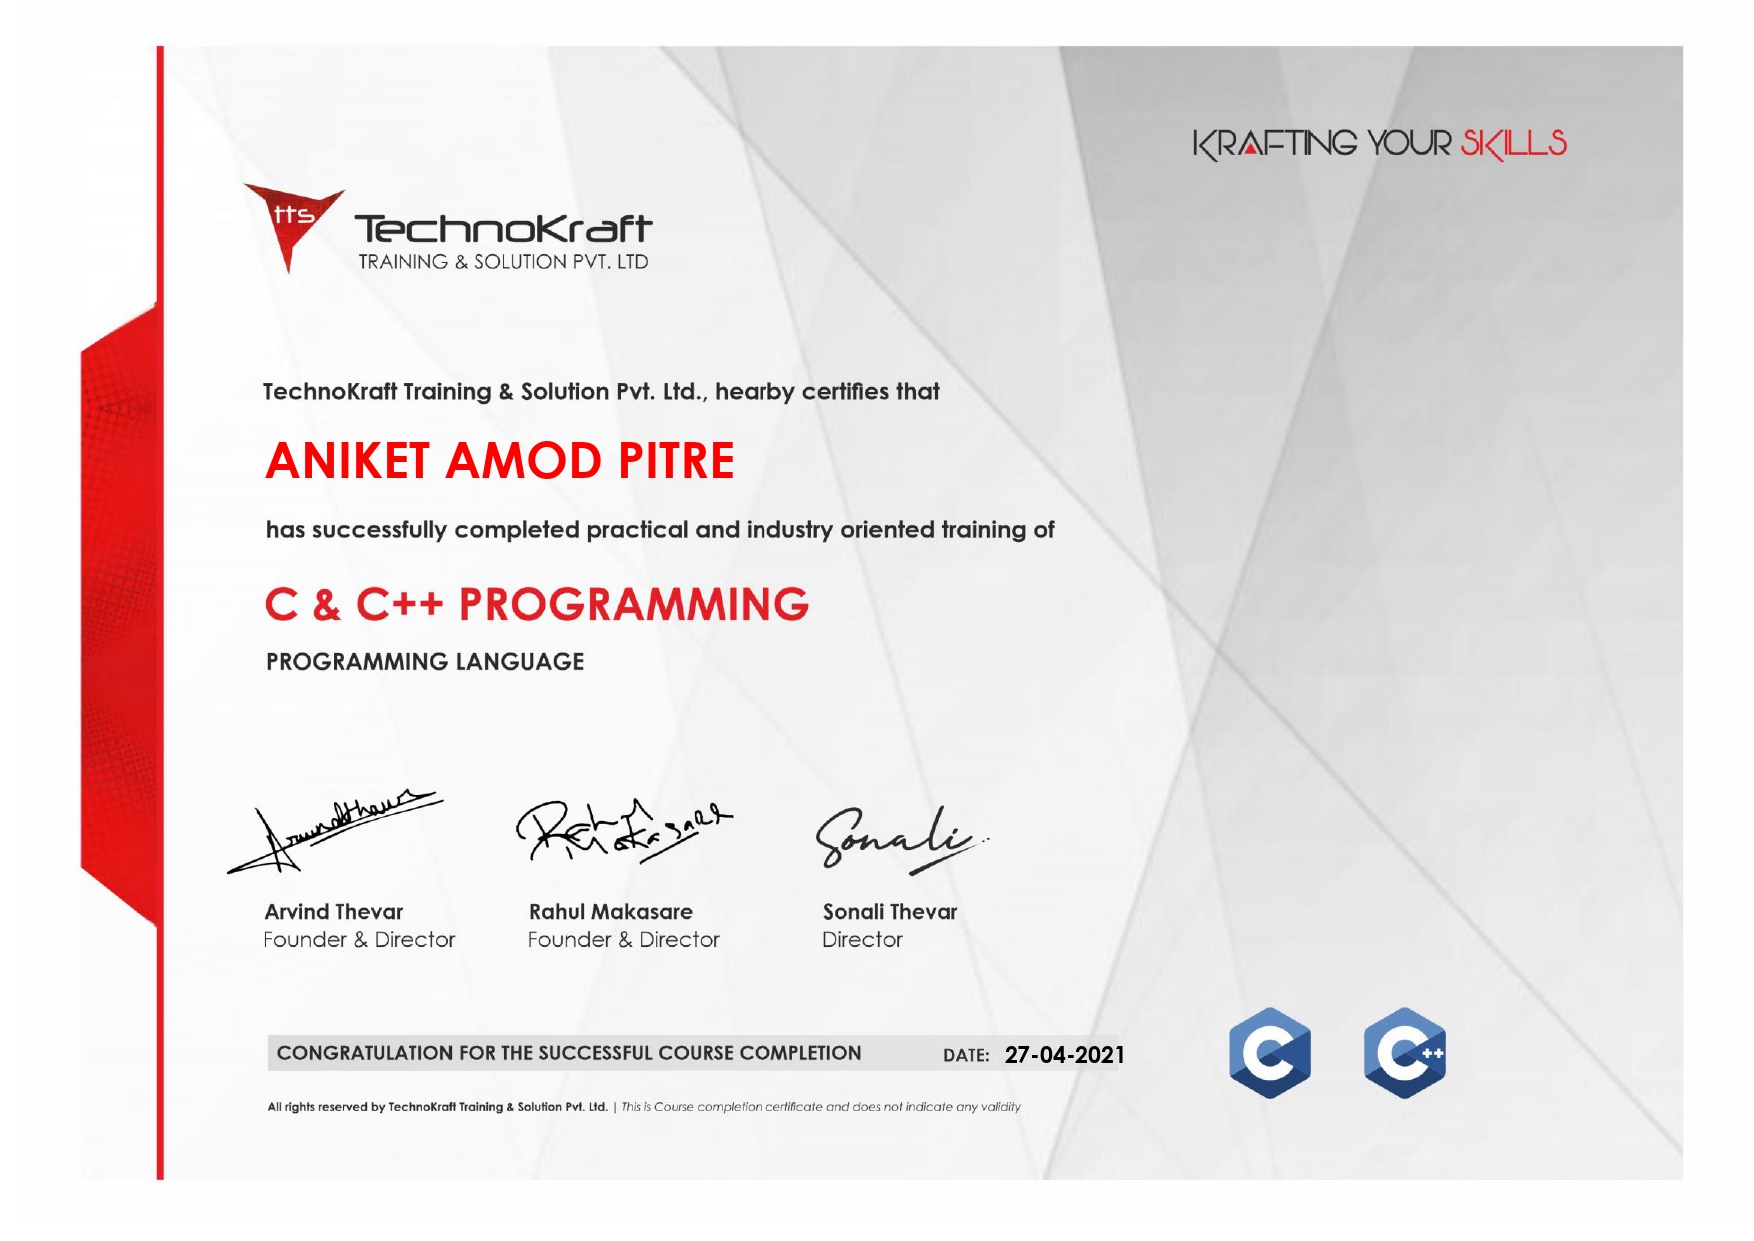 KRAFTING YOUR SKILLS
tts
TechnoKraft
TRAINING & SOLUTION PVT. LTD
TechnoKraft Training & Solution Pvt. Ltd., hearby certifies that
ANIKET AMOD PITRE
has successfully completed practical and industry oriented training of
C & C++ PROGRAMMING
PROGRAMMING LANGUAGE
Rahul Makasare
Sonali
Arvind Thevar
Founder & Director
Rahul Makasare
Founder & Director
Sonali Thevar
Director
CONGRATULATION FOR THE SUCCESSFUL COURSE COMPLETION DATE: 27-04-2021
All rights reserved by TechnoKraft Training & Solution Pvt. Ltd. | This is Course completion certificate and does not indicate any validity
C
C++